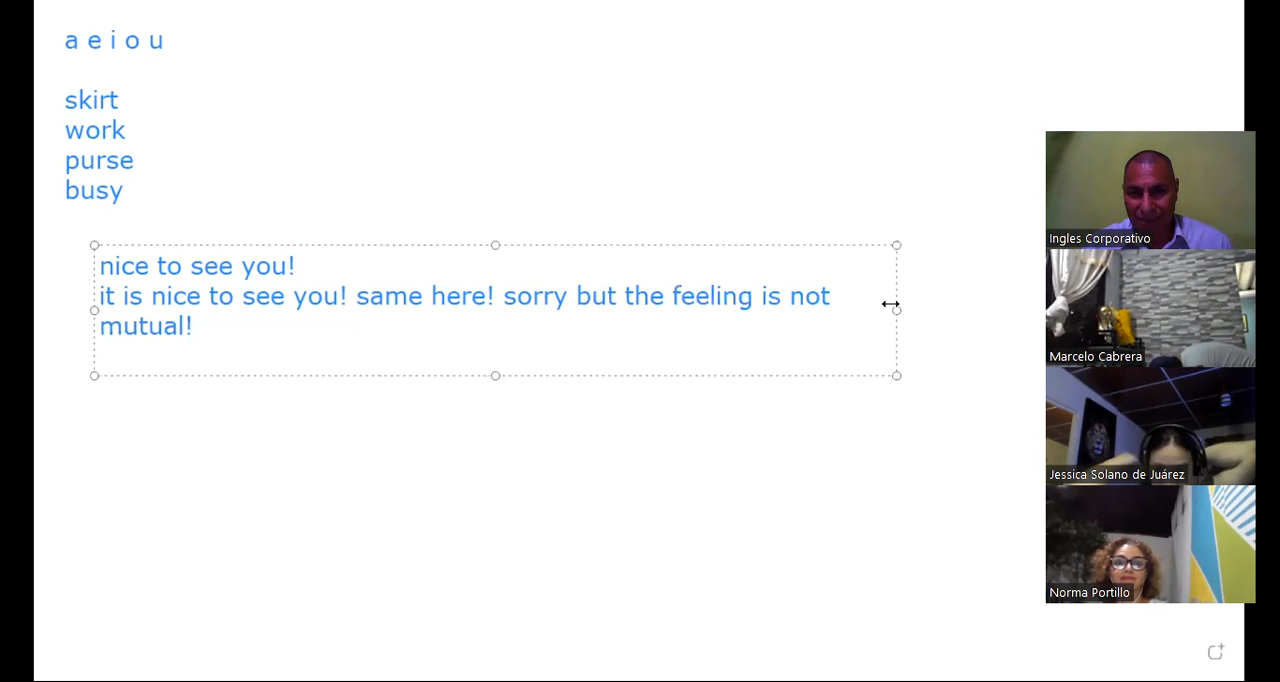 a e i o u
skirt
work
purse
busy
nice to see you!
it is nice to see you! same here! sorry but the feeling is not
mutual!
Ingles Corporativo
Marcelo Cabrera
Jessica Solano de Juárez
Norma Portillo